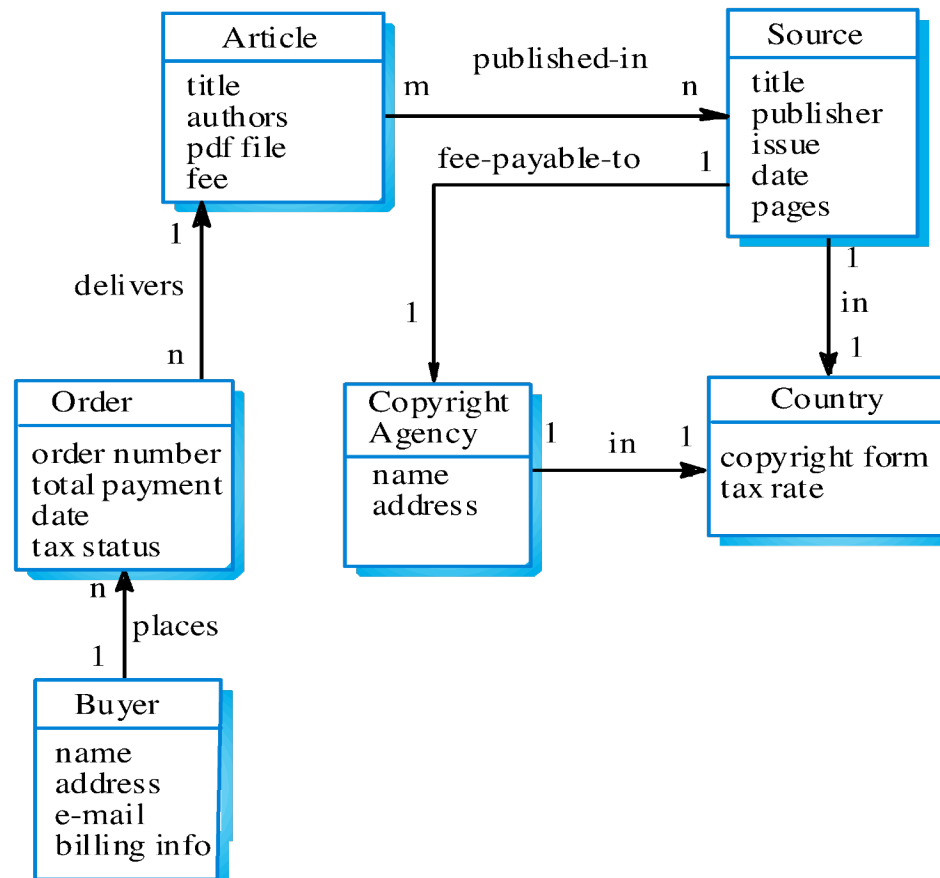 Article
title
authors
pdf file
fee
published-in
m
n
Source
title
publisher
issue
date
pages
fee-payable-to
1
1
1
in
1
1
delivers
n
Order
order number
total payment
date
tax status
Copyright
Agency
name
address
1
in
1
Country
copyright form
tax rate
n
places
1
Buyer
name
address
e-mail
billing info